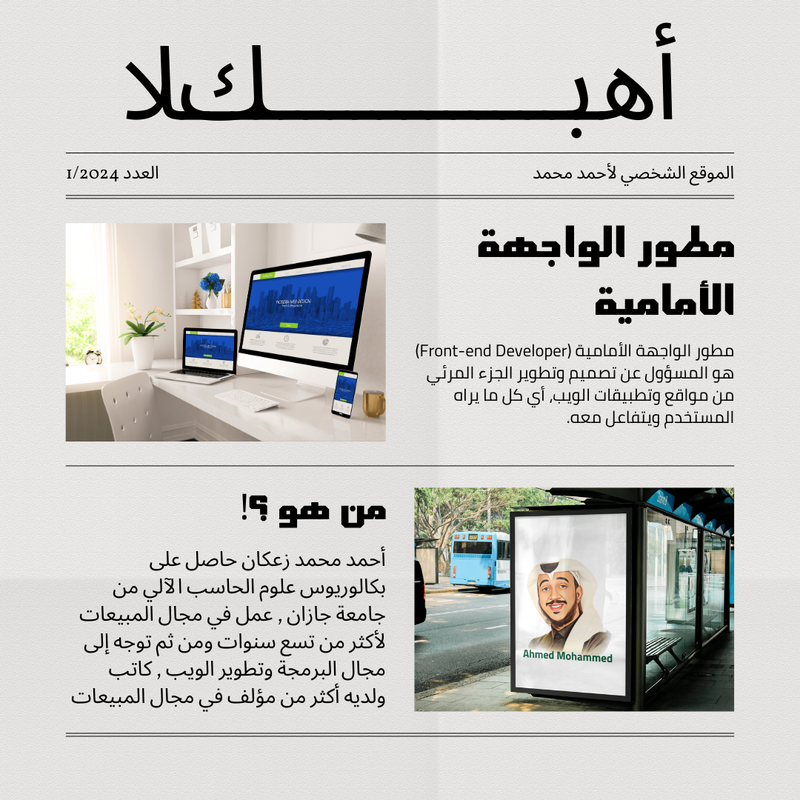 أهبـــــــــــك لا
الموقع الشخصي لأحمد محمد
العدد 1/2024
مطور الواجهة
الأمامية
مطور الواجهة الأمامية (Front-end Developer)
هو المسؤول عن تصميم وتطوير الجزء المرئي
من مواقع وتطبيقات الويب، أي كل ما يراه
المستخدم ويتفاعل معه.
من هو ؟!
أحمد محمد زعكان حاصل على
بكالوريوس علوم الحاسب الآلي من
جامعة جازان , عمل في مجال المبيعات
لأكثر من تسع سنوات ومن ثم توجه إلى
مجال البرمجة وتطوير الويب , كاتب
ولديه أكثر من مؤلف في مجال المبيعات
Ahmed Mohammed